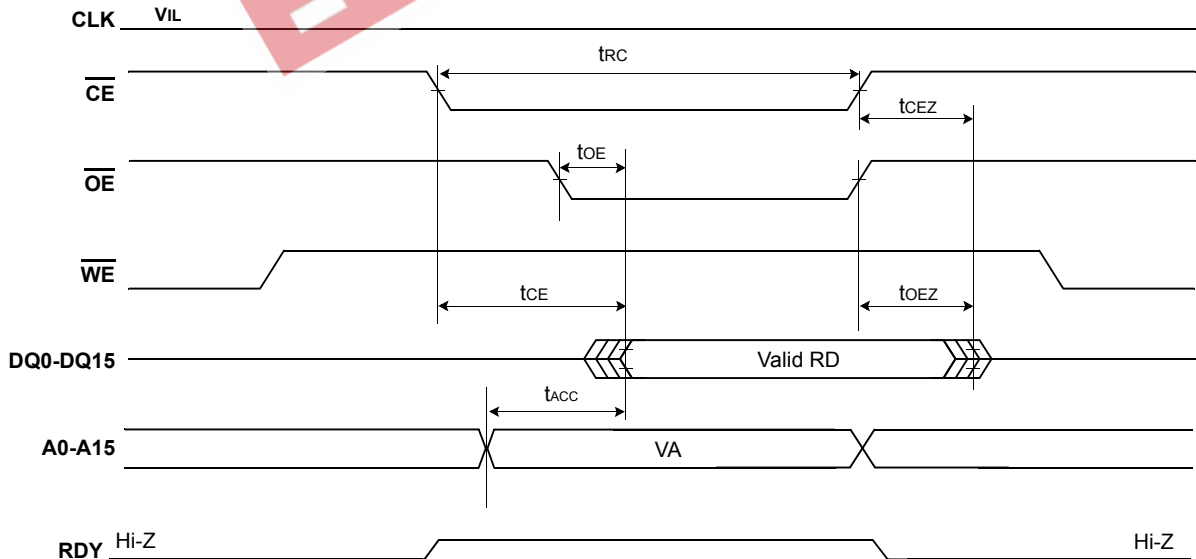 CLK VIL
tRC
CE
tCEZ
tOE
OE
WE
tCE
tOEZ
DQ0-DQ15 Valid RD
tACC
A0-A15 VA
RDY Hi-Z Hi-Z